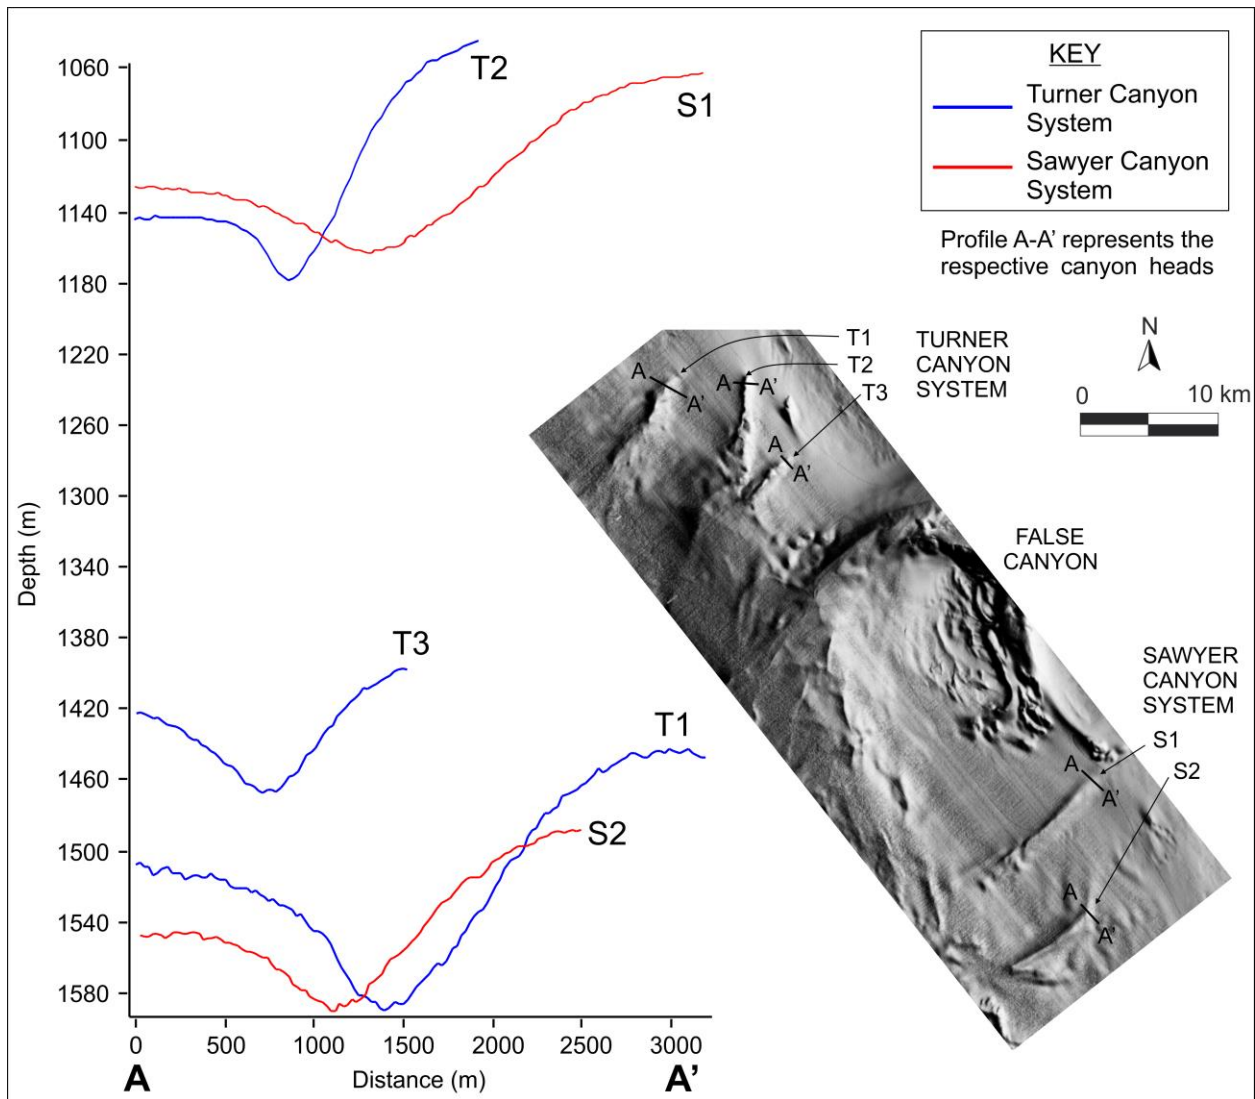 KEY
Turner Canyon
System
Sawyer Canyon
System
Profile A-A’ represents the
respective canyon heads
T2
S1
T3
T1
S2
Depth (m)
1060
1100
1140
1180
1220
1260
1300
1340
1380
1420
1460
1500
1540
1580
0
500
1000
1500
2000
2500
3000
A
Distance (m)
A’
N
0
10 km
T1
T2
T3
TURNER
CANYON
SYSTEM
A
A’
A
A’
A
A’
FALSE
CANYON
SAWYER
CANYON
SYSTEM
S1
S2
A
A’
A
A’